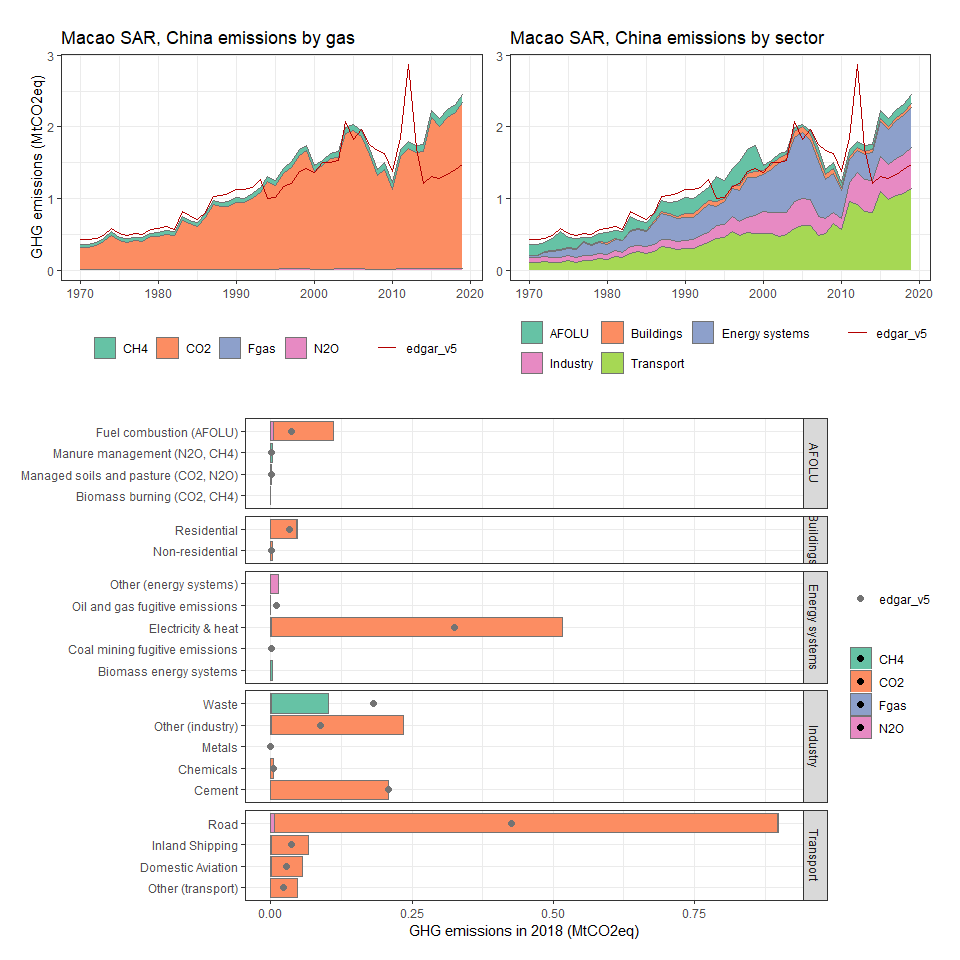 Macao SAR, China emissions by gas
GHG emissions (MtCO2eq)
3
2
1
0
1970 1980 1990 2000 2010 2020
CH4 CO2 Fgas N2O edgar_v5
Macao SAR, China emissions by sector
3
2
1
0
1970 1980 1990 2000 2010 2020
AFOLU Buildings Energy systems edgar_v5
Industry Transport
Fuel combustion (AFOLU)
Manure management (N2O, CH4)
Managed soils and pasture (CO2, N2O)
Biomass burning (CO2, CH4)
AFOLU
Residential
Non-residential
Buildings
Other (energy systems)
Oil and gas fugitive emissions
Electricity & heat
Coal mining fugitive emissions
Biomass energy systems
Energy systems
Waste
Other (industry)
Metals
Chemicals
Cement
Industry
Road
Inland Shipping
Domestic Aviation
Other (transport)
Transport
0.00 0.25 0.50 0.75
GHG emissions in 2018 (MtCO2eq)
edgar_v5
CH4
CO2
Fgas
N2O